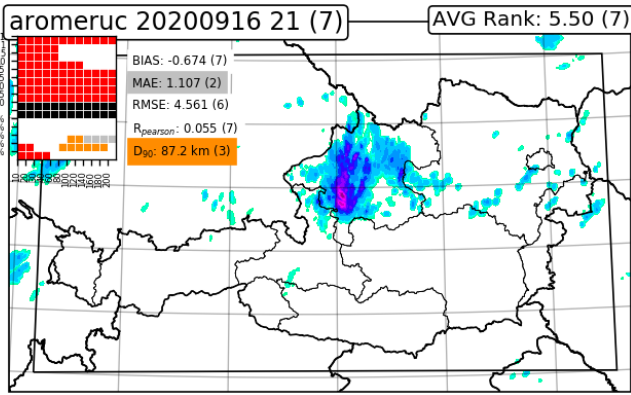 aromeruc 20200916 21 (7)
AVG Rank: 5.50 (7)
BIAS: -0.674 (7)
MAE: 1.107 (2)
RMSE: 4.561 (6)
Rpearson: 0.055 (7)
D90: 87.2 km (3)